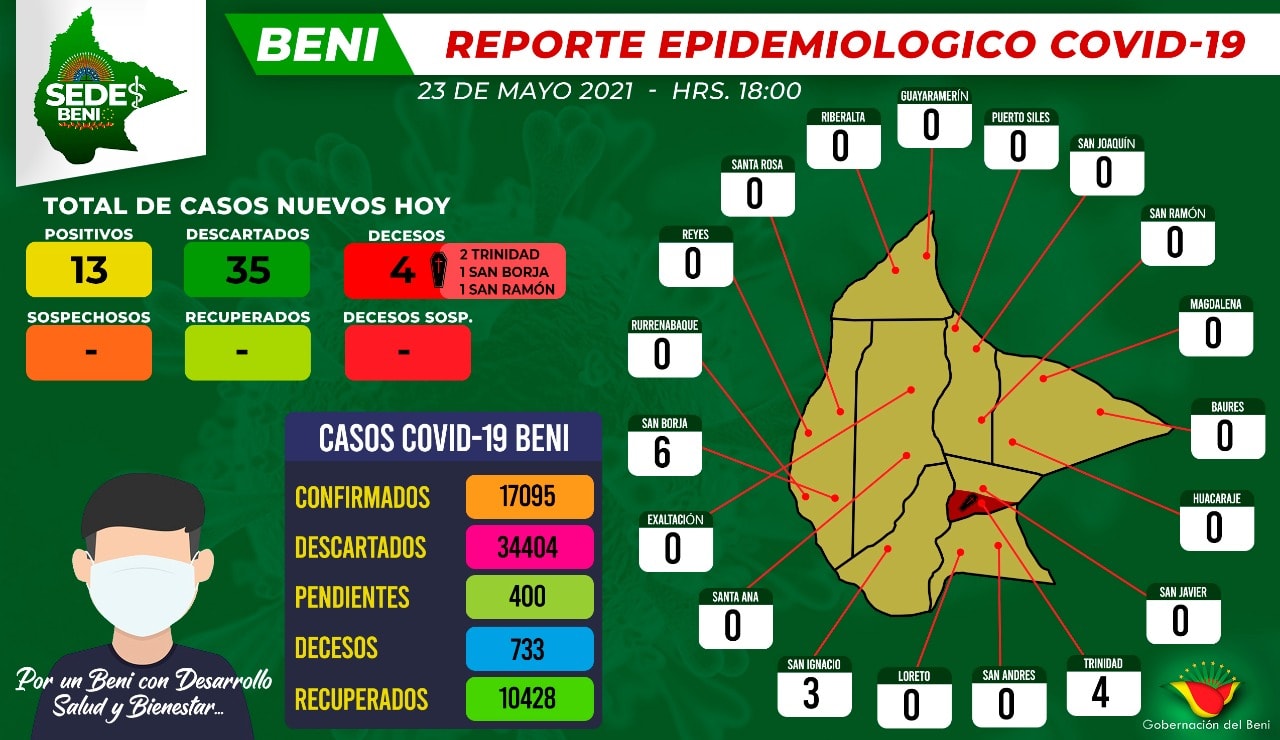 SEDES
BENI
BENI
REPORTE EPIDEMIOLOGICO COVID-19
23 DE MAYO 2021 - HRS. 18:00
TOTAL DE CASOS NUEVOS HOY
POSITIVOS
13
DESCARTADOS
35
DECESOS
4
2 TRINIDAD
1 SAN BORJA
1 SAN RAMÓN
SOSPECHOSOS
-
RECUPERADOS
-
DECESOS SOSP.
-
CASOS COVID-19 BENI
CONFIRMADOS 17095
DESCARTADOS 34404
PENDIENTES 400
DECESOS 733
RECUPERADOS 10428
Por un Beni con Desarrollo
Salud y Bienestar...
GUAYARAMERÍN
0
RIBERALTA
0
PUERTO SILES
0
SAN JOAQUÍN
0
SANTA ROSA
0
SAN RAMÓN
0
REYES
0
MAGDALENA
0
RURRENABAQUE
0
BAURES
0
SAN BORJA
6
HUACARAJE
0
EXALTACIÓN
0
SAN JAVIER
0
SANTA ANA
0
SAN IGNACIO
3
LORETO
0
SAN ANDRES
0
TRINIDAD
4
Gobernación del Beni